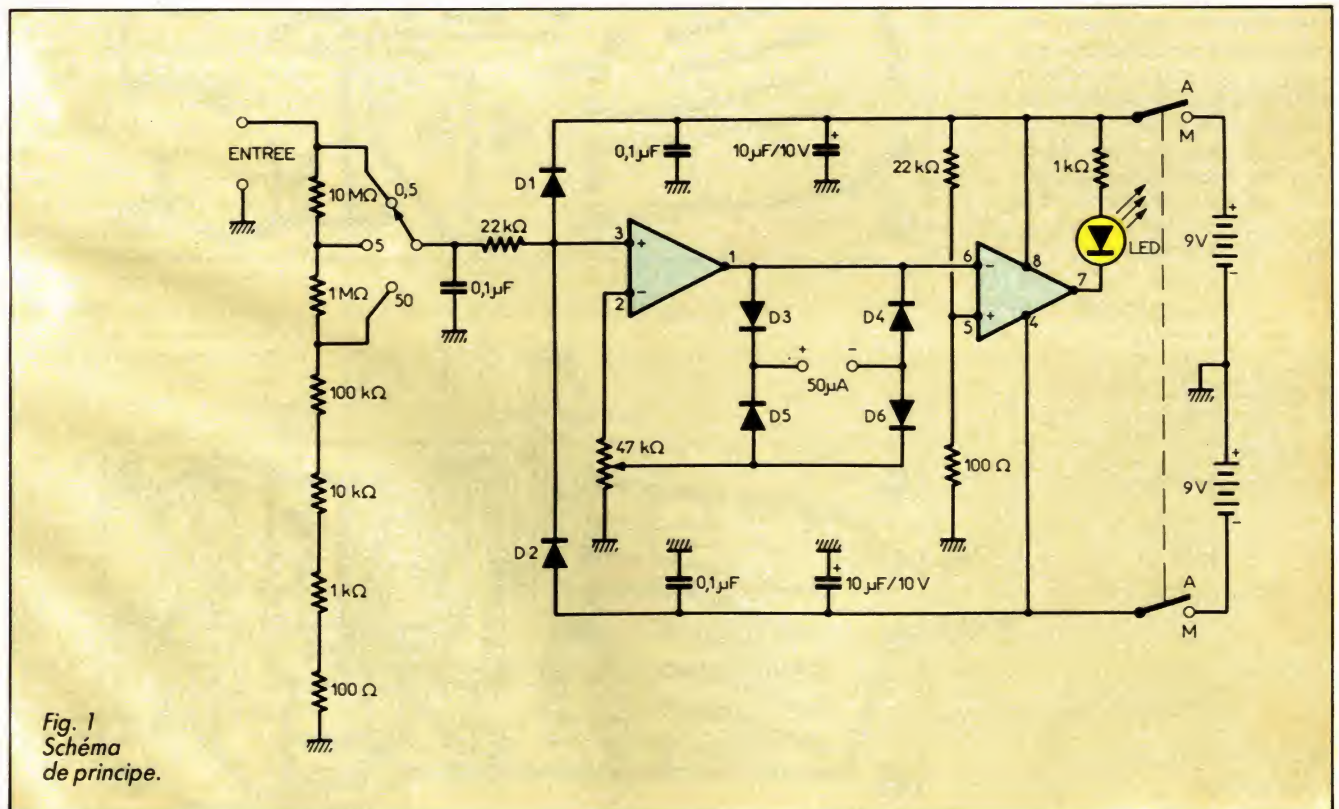 ENTREE
10 MΩ
0,5
5
1 MΩ
50
100 kΩ
10 kΩ
1 kΩ
100 Ω
0,1 µF
22 kΩ
D1
D2
0,1 µF
10 µF/10 V
+
3
+
2
-
1
47 kΩ
D3
D4
+
-
50 µA
D5
D6
0,1 µF
+
10 µF/10 V
22 kΩ
6
-
5
+
8
7
4
100 Ω
1 kΩ
LED
A
M
+
9V
-
+
9V
-
A
M
Fig. 1
Schéma
de principe.